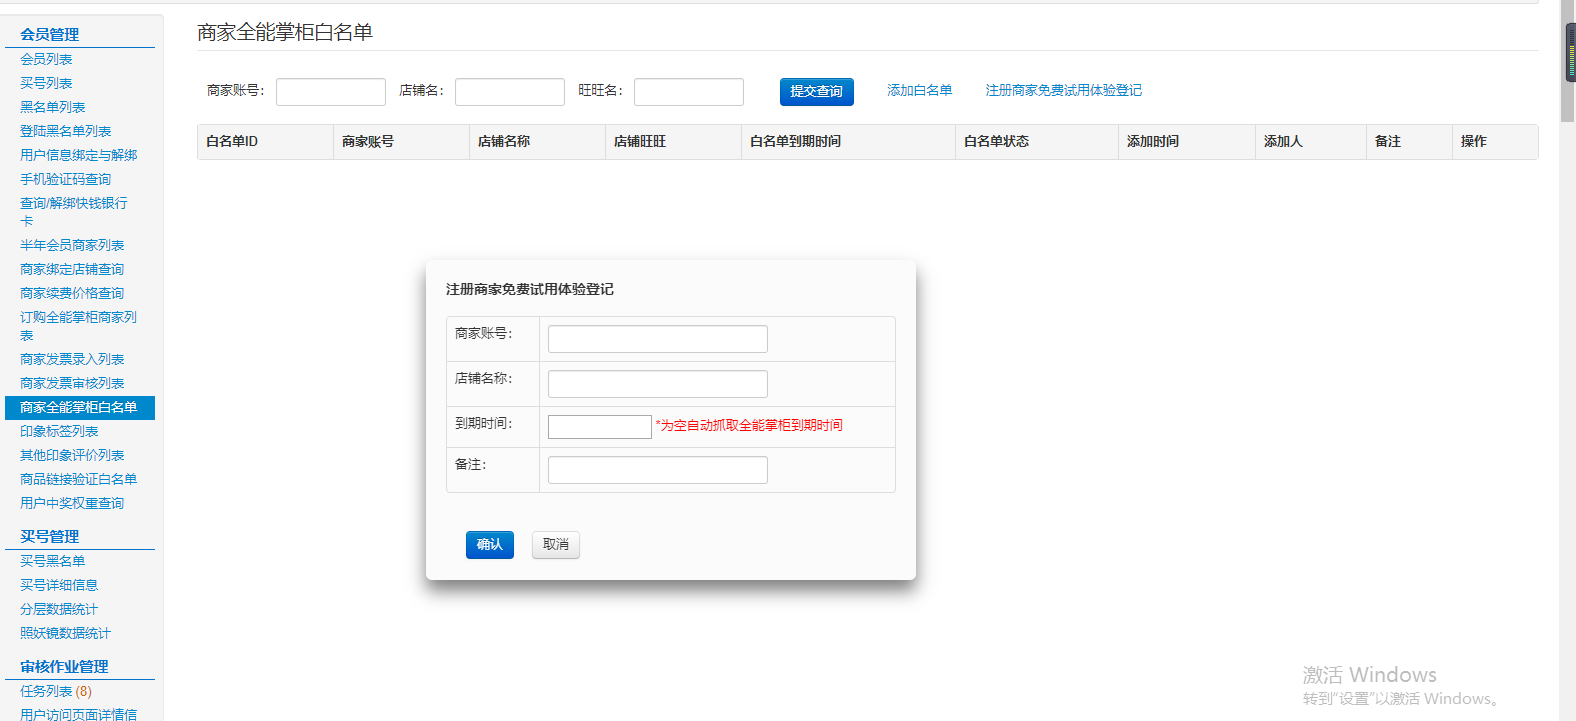 会员管理
会员列表
买号列表
黑名单列表
登陆黑名单列表
用户信息绑定与解绑
手机验证码查询
查询/解绑快钱银行
卡
半年会员商家列表
商家绑定店铺查询
商家续费价格查询
订购全能掌柜商家列
表
商家发票录入列表
商家发票审核列表
商家全能掌柜白名单
印象标签列表
其他印象评价列表
商品链接验证白名单
用户中奖权重查询
买号管理
买号黑名单
买号详细信息
分层数据统计
照妖镜数据统计
审核作业管理
任务列表 (8)
用户访问页面详情信
商家全能掌柜白名单
商家账号： 店铺名： 旺旺名： 提交查询 添加白名单 注册商家免费试用体验登记
白名单ID 商家账号 店铺名称 店铺旺旺 白名单到期时间 白名单状态 添加时间 添加人 备注 操作
注册商家免费试用体验登记
商家账号：
店铺名称：
到期时间： *为空自动抓取全能掌柜到期时间
备注：
确认 取消
激活 Windows
转到“设置”以激活 Windows。